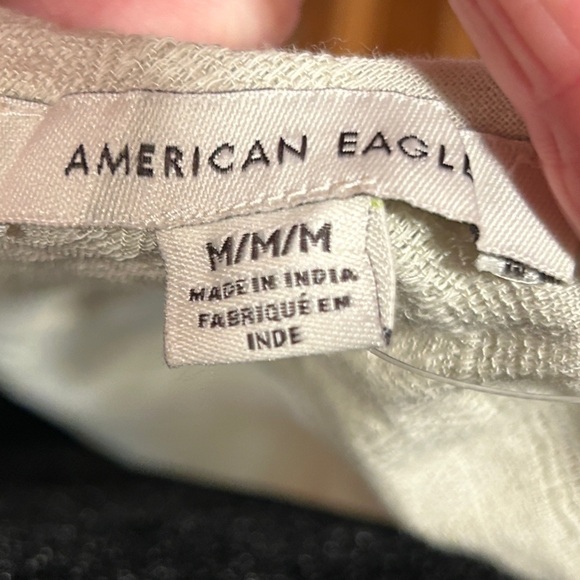 AMERICAN EAGLE
M/M/M
MADE IN INDIA
FABRIQUÉ EN
INDE